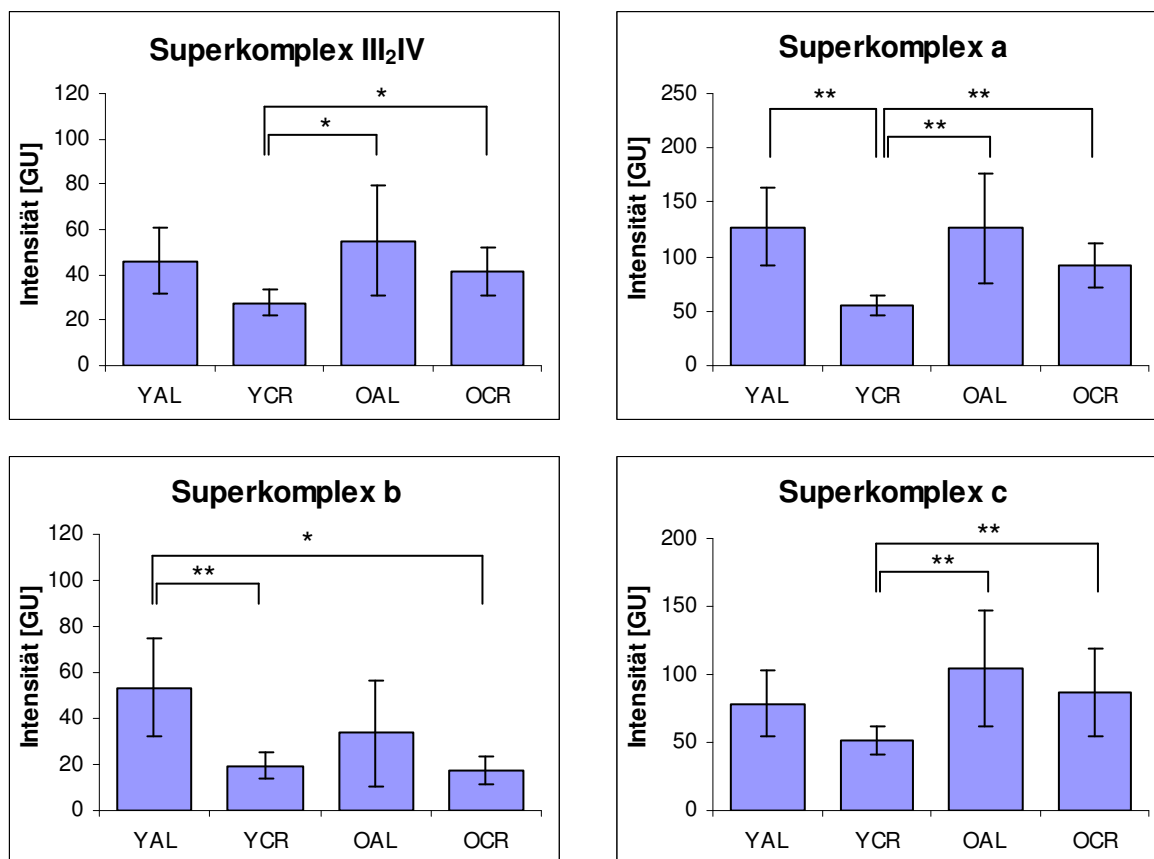 Superkomplex III₂IV
Intensität [GU]
120
100
80
60
40
20
0
*
*
YAL YCR OAL OCR
Superkomplex a
Intensität [GU]
250
200
150
100
50
0
** **
**
YAL YCR OAL OCR
Superkomplex b
Intensität [GU]
120
100
80
60
40
20
0
*
**
YAL YCR OAL OCR
Superkomplex c
Intensität [GU]
200
150
100
50
0
**
**
YAL YCR OAL OCR